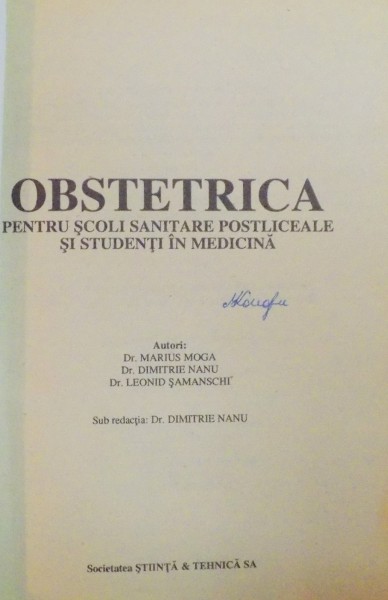 OBSTETRICA
PENTRU ŞCOLI SANITARE POSTLICEALE
ŞI STUDENŢI ÎN MEDICINĂ
Autori:
Dr. MARIUS MOGA
Dr. DIMITRIE NANU
Dr. LEONID ŞAMANSCHI
Sub redacţia: Dr. DIMITRIE NANU
Societatea ŞTIINŢĂ & TEHNICĂ SA